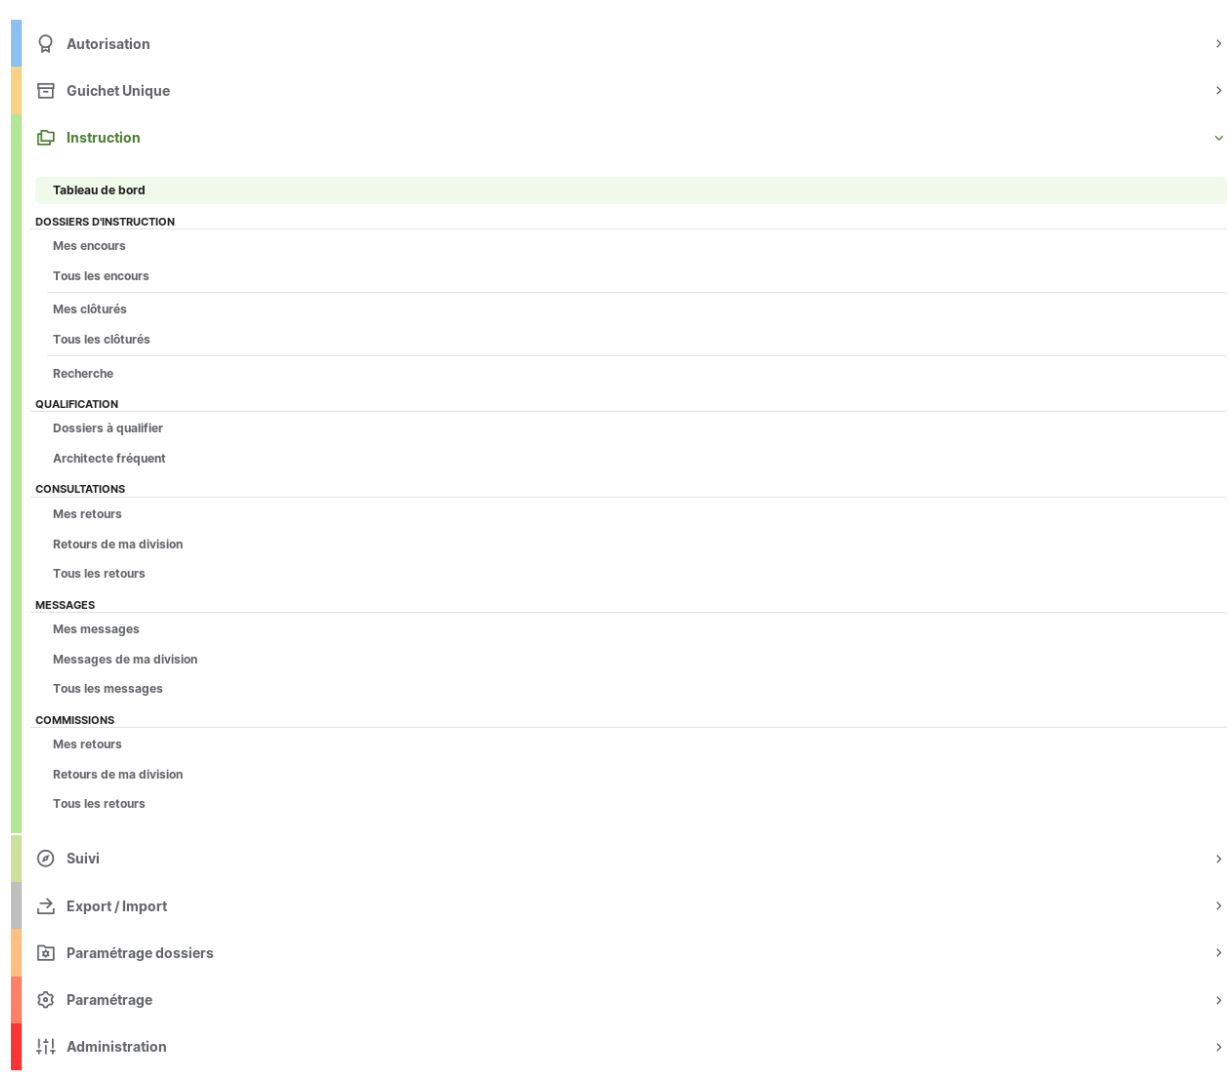 Autorisation
Guichet Unique
Instruction
Tableau de bord
DOSSIERS D'INSTRUCTION
Mes encours
Tous les encours
Mes clôturés
Tous les clôturés
Recherche
QUALIFICATION
Dossiers à qualifier
Architecte fréquent
CONSULTATIONS
Mes retours
Retours de ma division
Tous les retours
MESSAGES
Mes messages
Messages de ma division
Tous les messages
COMMISSIONS
Mes retours
Retours de ma division
Tous les retours
Suivi
Export / Import
Paramétrage dossiers
Paramétrage
Administration